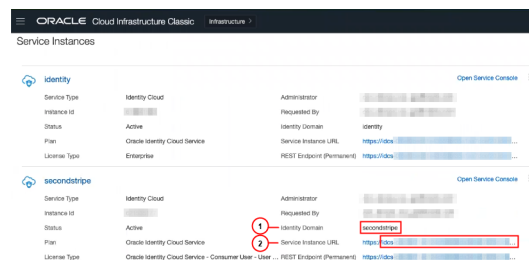 ORACLE Cloud Infrastructure Classic Infrastructure >
Service Instances
identity Open Service Console
Service Type Identity Cloud Administrator
Instance Id Requested By
Status Active Identity Domain identity
Plan Oracle Identity Cloud Service Service Instance URL https://idcs ...
License Type Enterprise REST Endpoint (Permanent) https://idcs ...
secondstripe Open Service Console
Service Type Identity Cloud Administrator
Instance Id Requested By
Status Active 1 Identity Domain secondstripe
Plan Oracle Identity Cloud Service 2 Service Instance URL https://idcs ...
License Type Oracle Identity Cloud Service - Consumer User - User ... REST Endpoint (Permanent) https://idcs ...